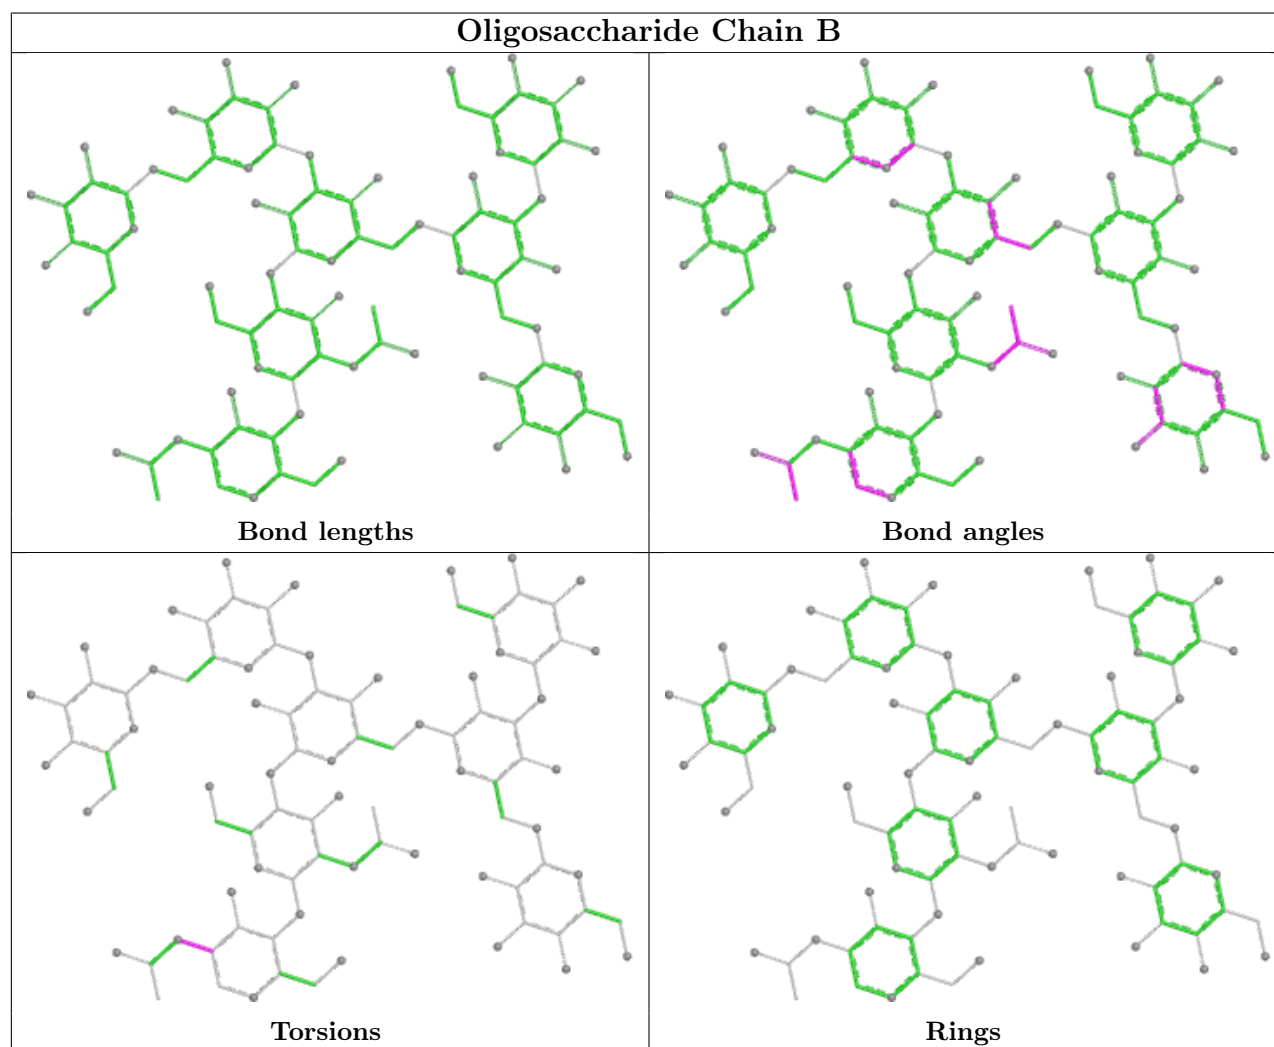 Oligosaccharide Chain B
Bond lengths
Bond angles
Torsions
Rings